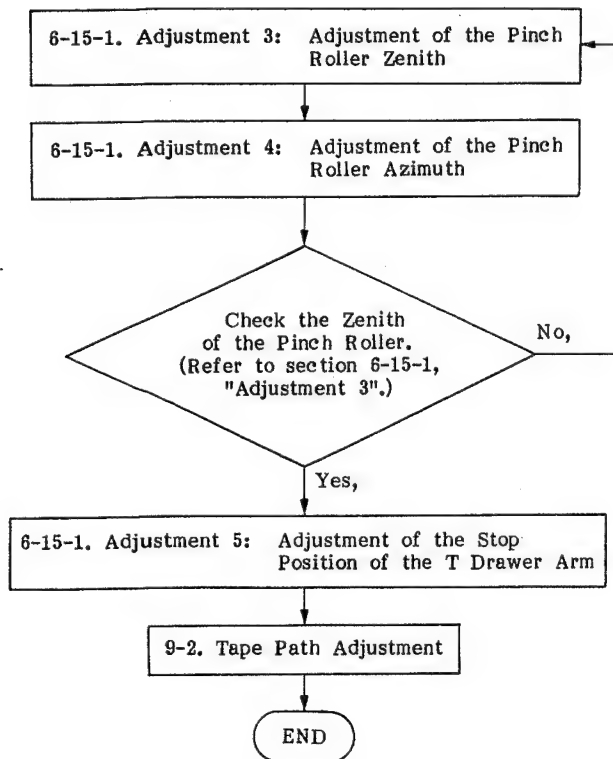 6-15-1. Adjustment 3: Adjustment of the Pinch
Roller Zenith
6-15-1. Adjustment 4: Adjustment of the Pinch
Roller Azimuth
Check the Zenith
of the Pinch Roller.
(Refer to section 6-15-1,
"Adjustment 3".)
No,
Yes,
6-15-1. Adjustment 5: Adjustment of the Stop
Position of the T Drawer Arm
9-2. Tape Path Adjustment
END